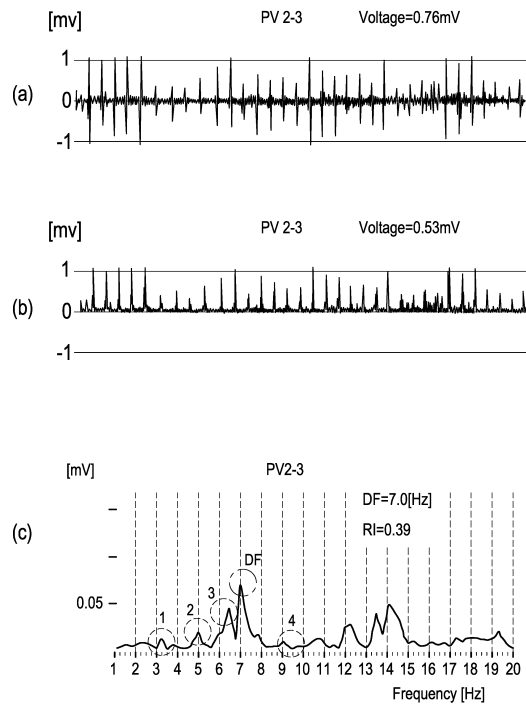 [mv] PV 2-3 Voltage=0.76mV
1
(a) 0
-1
[mv] PV 2-3 Voltage=0.53mV
1
(b) 0
-1
[mV] PV2-3
(c) DF=7.0[Hz]
RI=0.39
DF
3
0.05
1 2 4
1 2 3 4 5 6 7 8 9 10 11 12 13 14 15 16 17 18 19 20
Frequency [Hz]